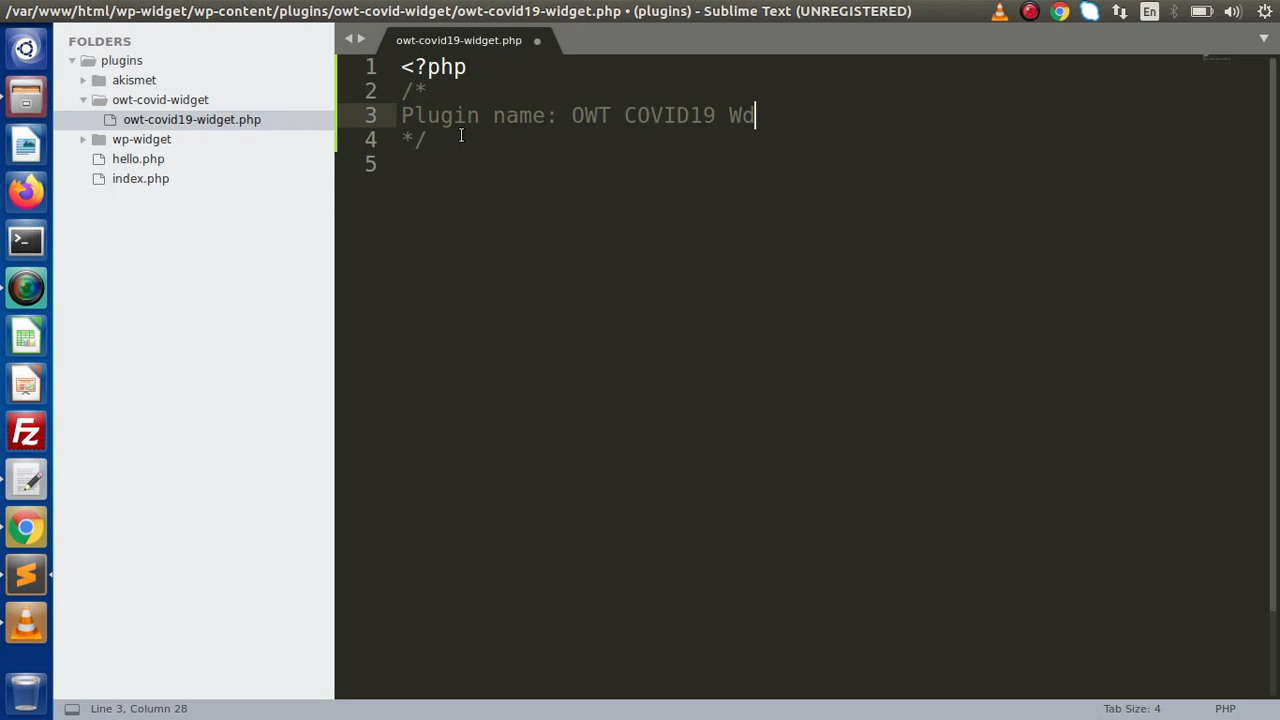 /var/www/html/wp-widget/wp-content/plugins/owt-covid-widget/owt-covid19-widget.php • (plugins) - Sublime Text (UNREGISTERED)
En
FOLDERS
plugins
akismet
owt-covid-widget
owt-covid19-widget.php
wp-widget
hello.php
index.php
owt-covid19-widget.php
1 <?php
2 /*
3 Plugin name: OWT COVID19 Wd
4 */
5
Fz
Line 3, Column 28
Tab Size: 4
PHP